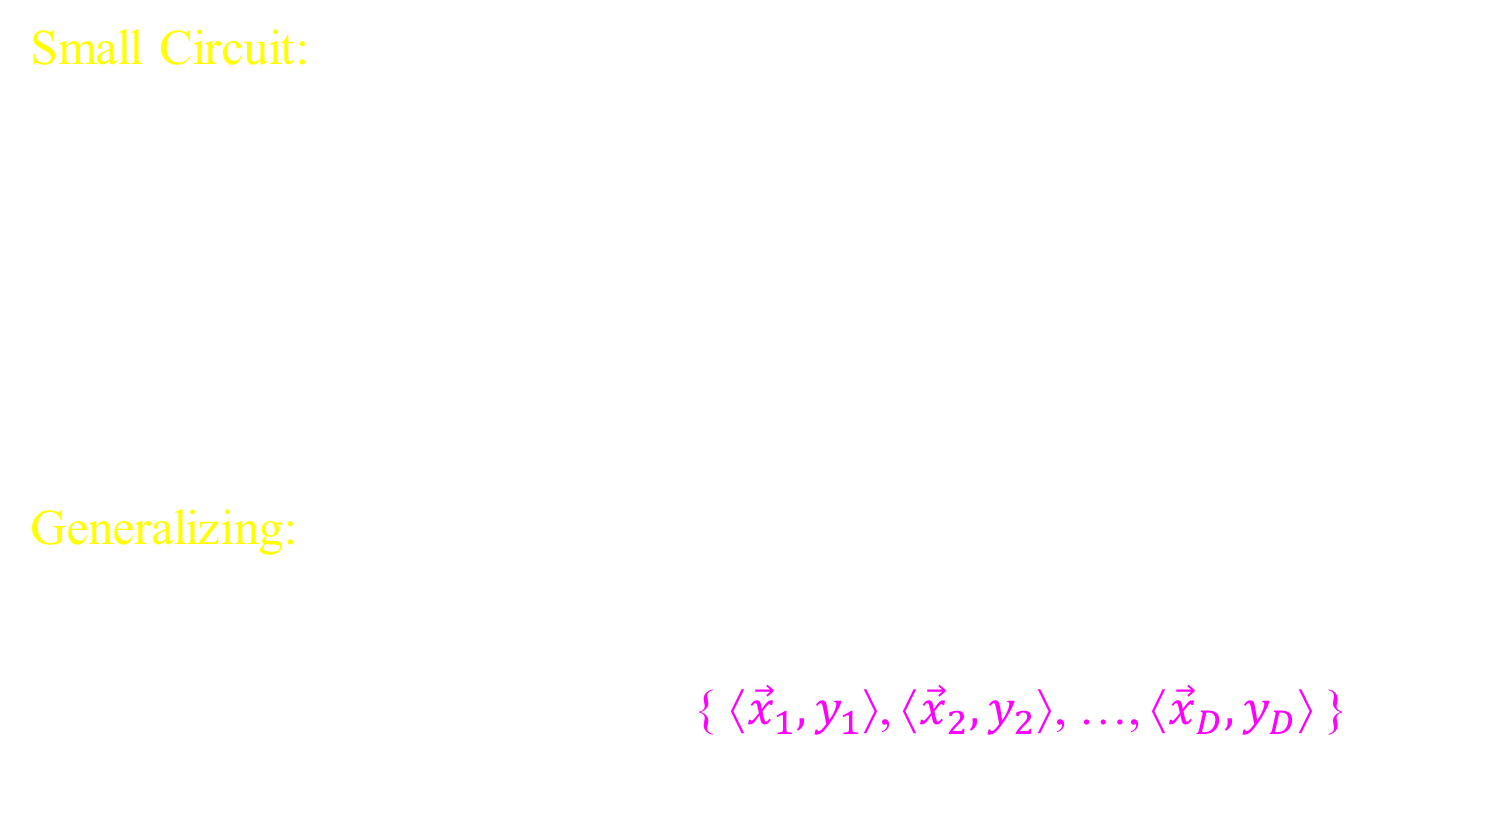 Small Circuit:
Generalizing:
{ ⟨x⃗₁, y₁⟩, ⟨x⃗₂, y₂⟩, …, ⟨x⃗_D, y_D⟩ }